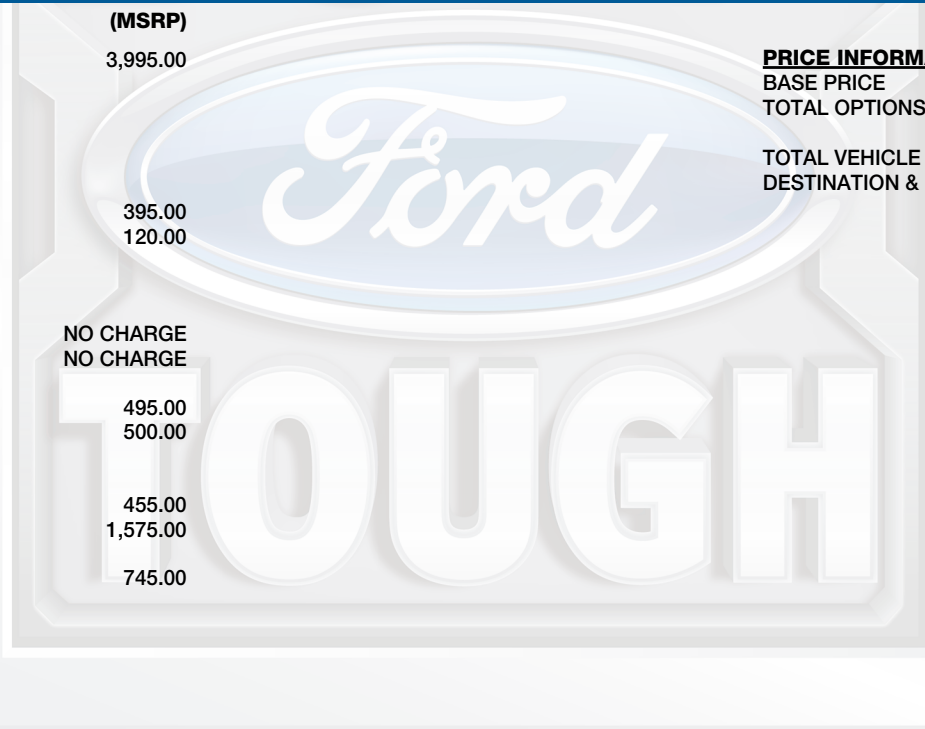 (MSRP)
3,995.00
395.00
120.00
NO CHARGE
NO CHARGE
495.00
500.00
455.00
1,575.00
745.00
PRICE INFORM
BASE PRICE
TOTAL OPTIONS
TOTAL VEHICLE
DESTINATION &
Ford
TOUGH